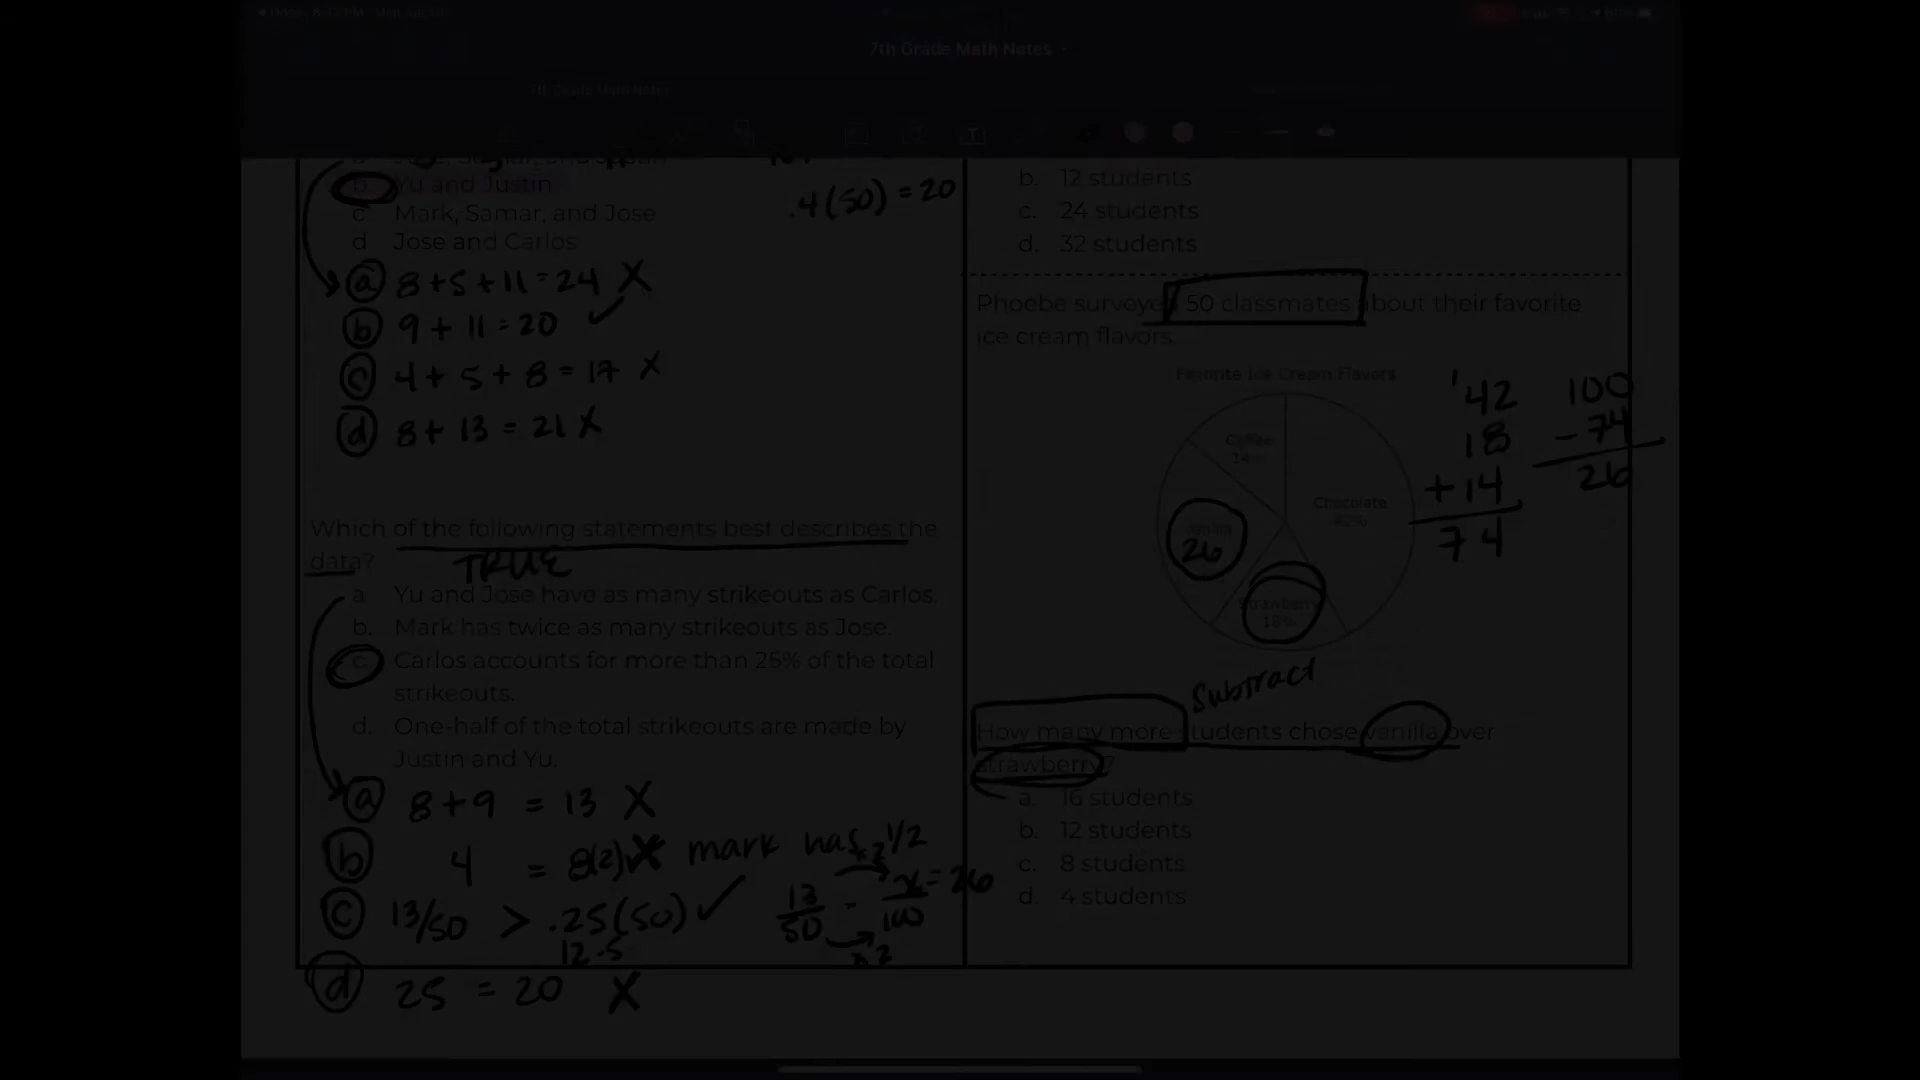 7th Grade Math Notes
7th Grade Math Notes
b. Yu and Justin
c. Mark, Samar, and Jose
d. Jose and Carlos
.4 (50) = 20
a 8 + 5 + 11 = 24 X
b 9 + 11 = 20 ✓
c 4 + 5 + 8 = 17 X
d 8 + 13 = 21 X
Which of the following statements best describes the
data?
TRUE
a. Yu and Jose have as many strikeouts as Carlos.
b. Mark has twice as many strikeouts as Jose.
c. Carlos accounts for more than 25% of the total
strikeouts.
d. One-half of the total strikeouts are made by
Justin and Yu.
a 8 + 9 = 13 X
b 4 = 8(2) X mark has 1/2
c 13/50 > .25(50) ✓
12.5
13/50 = x/100 x = 26
x2
x2
d 25 = 20 X
b. 12 students
c. 24 students
d. 32 students
Phoebe surveyed 50 classmates about their favorite
ice cream flavors.
Favorite Ice Cream Flavors
Coffee
14%
Chocolate
42%
Vanilla
26
Strawberry
18%
42
18
+14
74
100
-74
26
Subtract
How many more students chose vanilla over
strawberry?
a. 16 students
b. 12 students
c. 8 students
d. 4 students